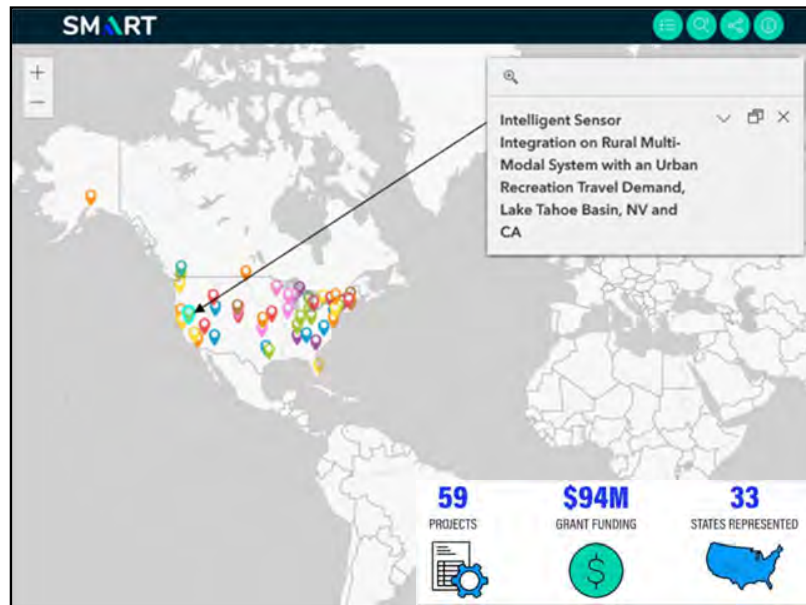 SMART
+
−
Intelligent Sensor
Integration on Rural Multi-
Modal System with an Urban
Recreation Travel Demand,
Lake Tahoe Basin, NV and
CA
59
PROJECTS
$94M
GRANT FUNDING
33
STATES REPRESENTED
$